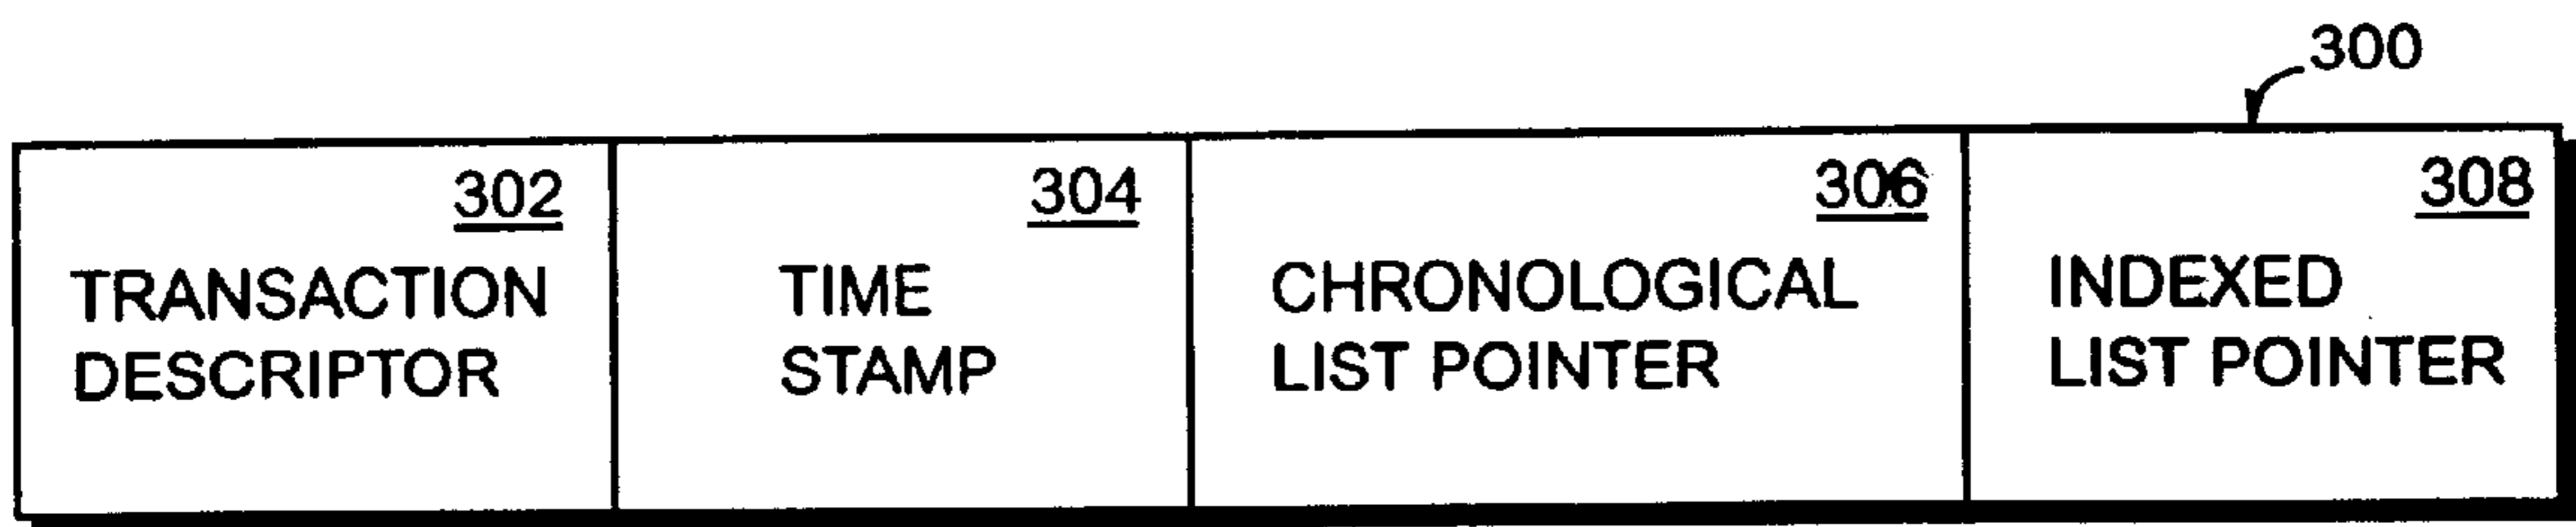 300
302
TRANSACTION
DESCRIPTOR
304
TIME
STAMP
306
CHRONOLOGICAL
LIST POINTER
308
INDEXED
LIST POINTER